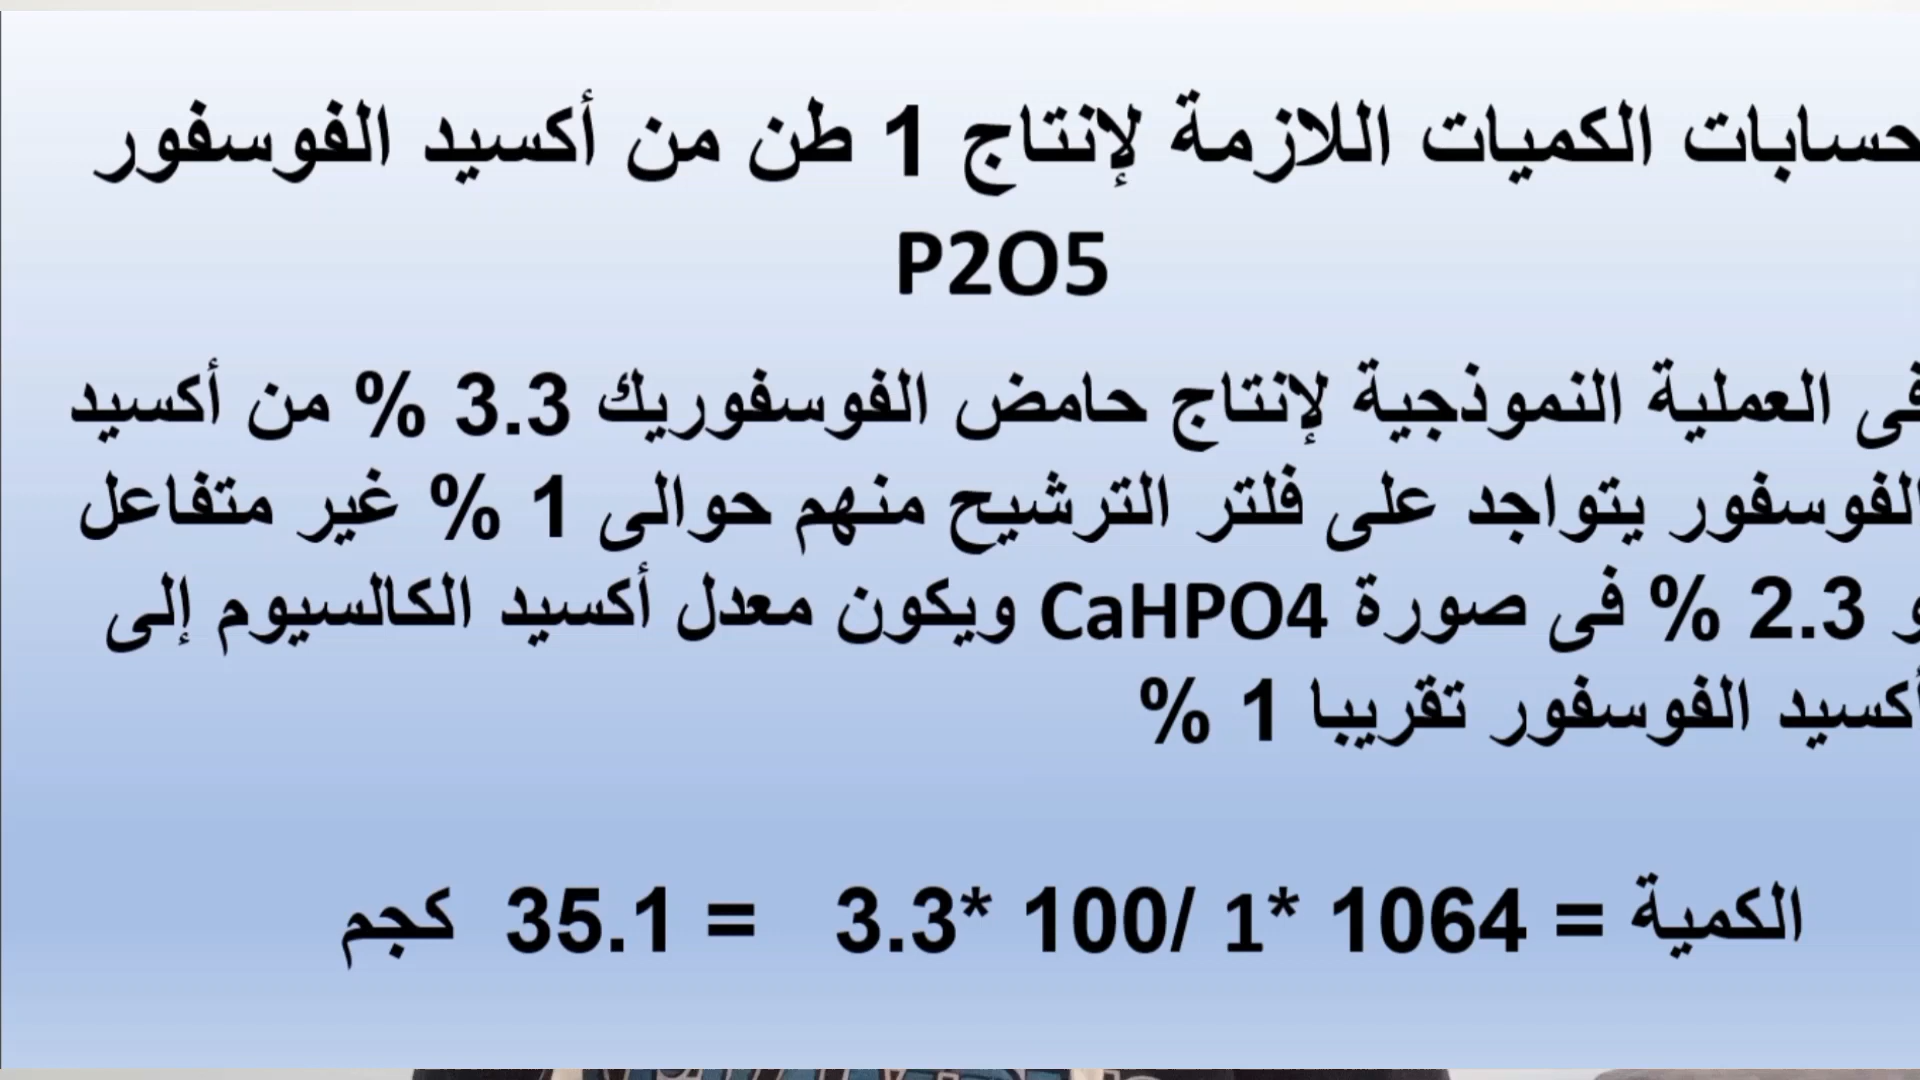 حسابات الكميات اللازمة لإنتاج 1 طن من أكسيد الفوسفور
P2O5
فى العملية النموذجية لإنتاج حامض الفوسفوريك 3.3 % من أكسيد
الفوسفور يتواجد على فلتر الترشيح منهم حوالى 1 % غير متفاعل
و 2.3 % فى صورة CaHPO4 ويكون معدل أكسيد الكالسيوم إلى
أكسيد الفوسفور تقريبا 1 %
الكمية = 1064 *1 /100 *3.3 = 35.1 كجم